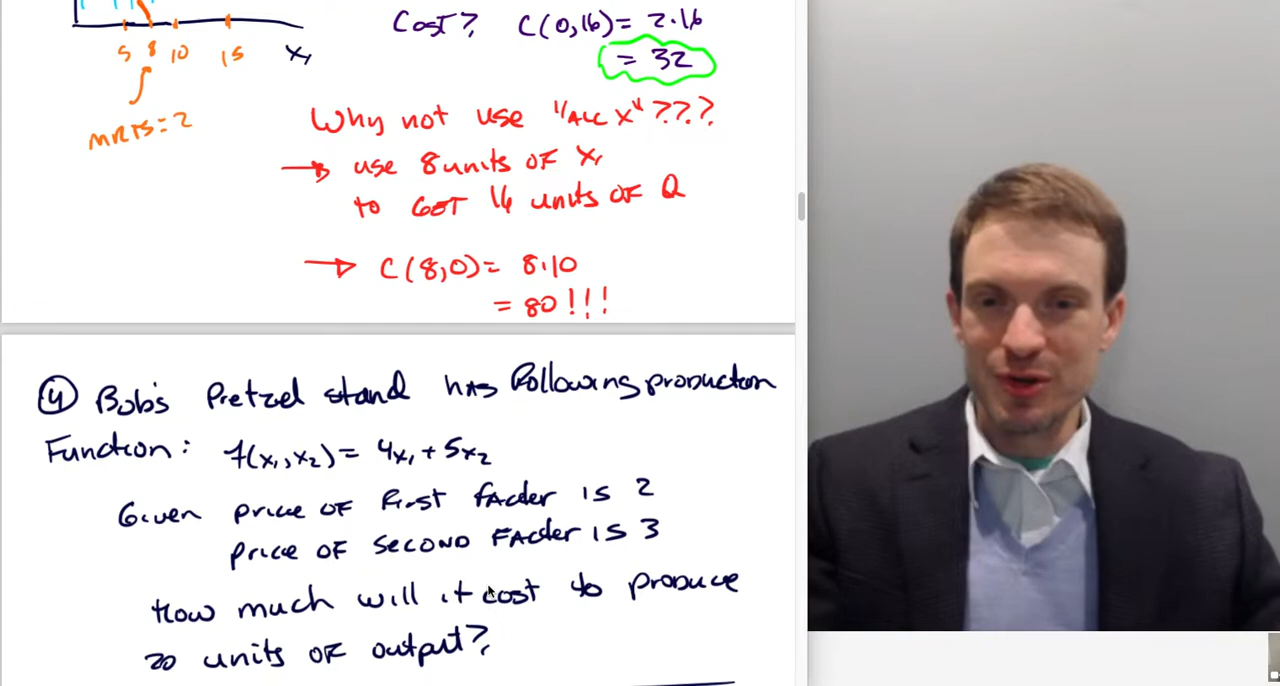 Cost? C(0,16) = 2·16
= 32
5 8 10 15 X₁
MRTS=2
Why not use "ALL X" ???
→ use 8 units of X₁
to GET 16 units of Q
→ C(8,0) = 8·10
= 80!!!
④ Bob's Pretzel stand has following production
Function: f(x₁,x₂) = 4x₁ + 5x₂
Given price of first factor is 2
price of second factor is 3
How much will it cost to produce
20 units of output?